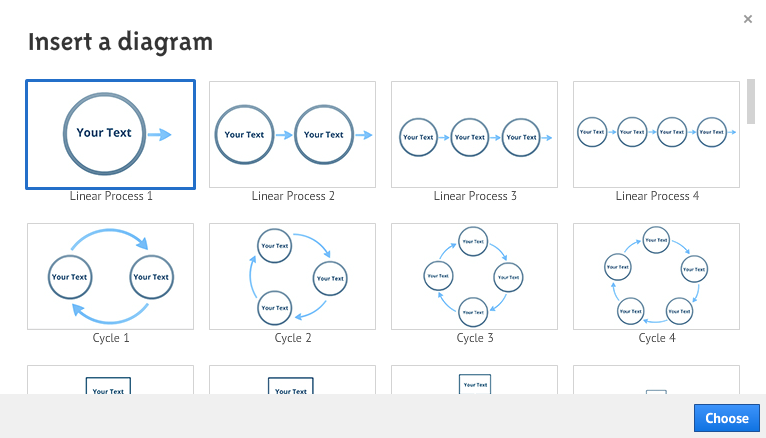 ×
Insert a diagram
Your Text
Your Text Your Text
Your Text Your Text Your Text
Your Text Your Text Your Text Your Text
Linear Process 1
Linear Process 2
Linear Process 3
Linear Process 4
Your Text Your Text
Your Text
Your Text
Your Text
Your Text
Your Text Your Text
Your Text
Your Text
Your Text Your Text
Your Text Your Text
Cycle 1
Cycle 2
Cycle 3
Cycle 4
Your Text
Your Text
Your Text
Choose